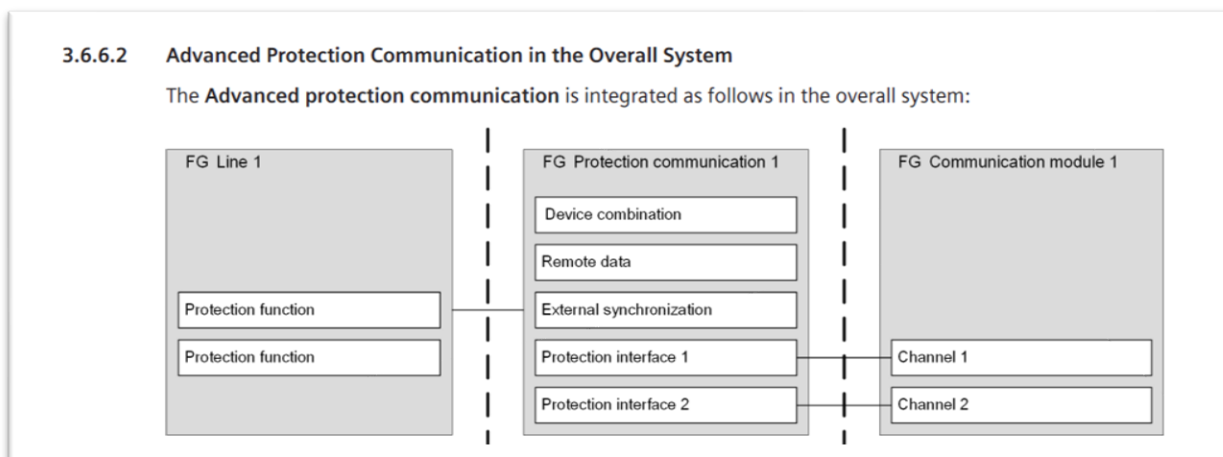 3.6.6.2 Advanced Protection Communication in the Overall System
The Advanced protection communication is integrated as follows in the overall system:
FG Line 1
Protection function
Protection function
FG Protection communication 1
Device combination
Remote data
External synchronization
Protection interface 1
Protection interface 2
FG Communication module 1
Channel 1
Channel 2